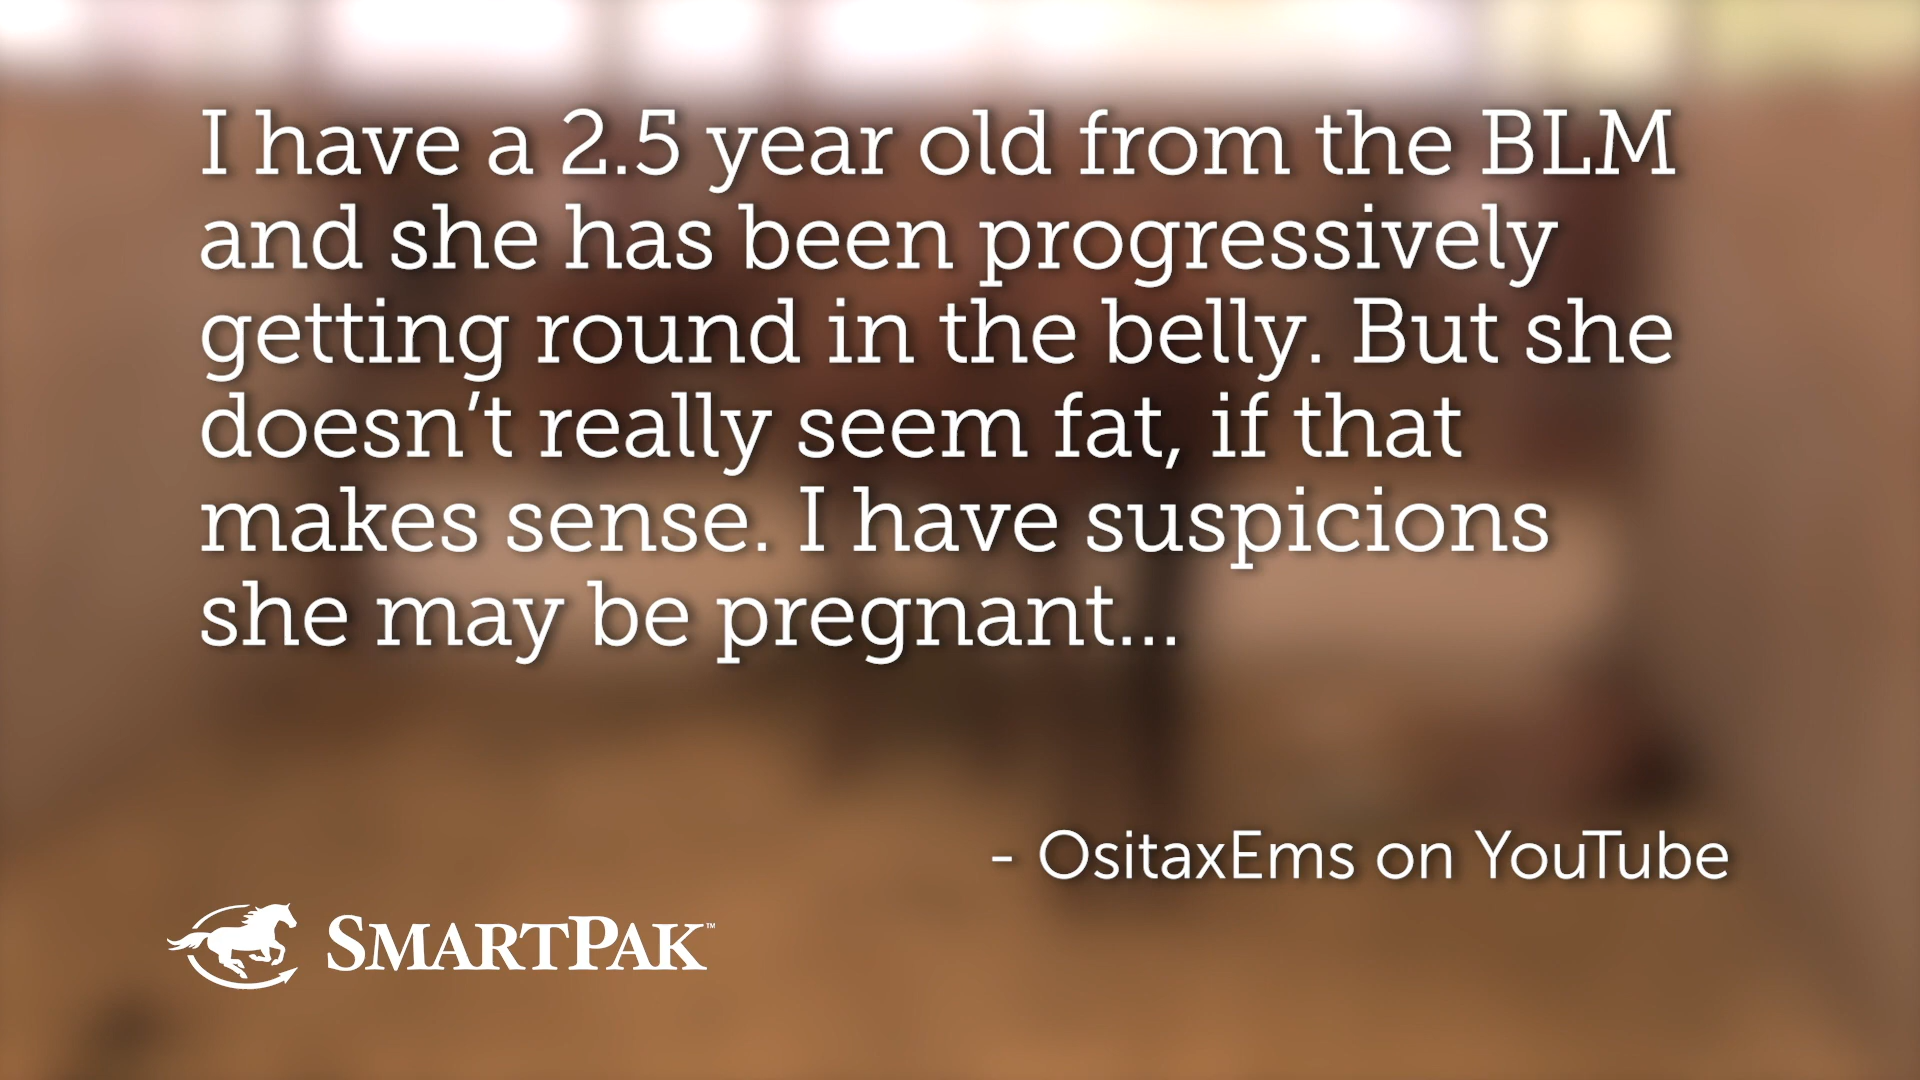 I have a 2.5 year old from the BLM
and she has been progressively
getting round in the belly. But she
doesn't really seem fat, if that
makes sense. I have suspicions
she may be pregnant...
- OsitaxEms on YouTube
SMARTPAK™